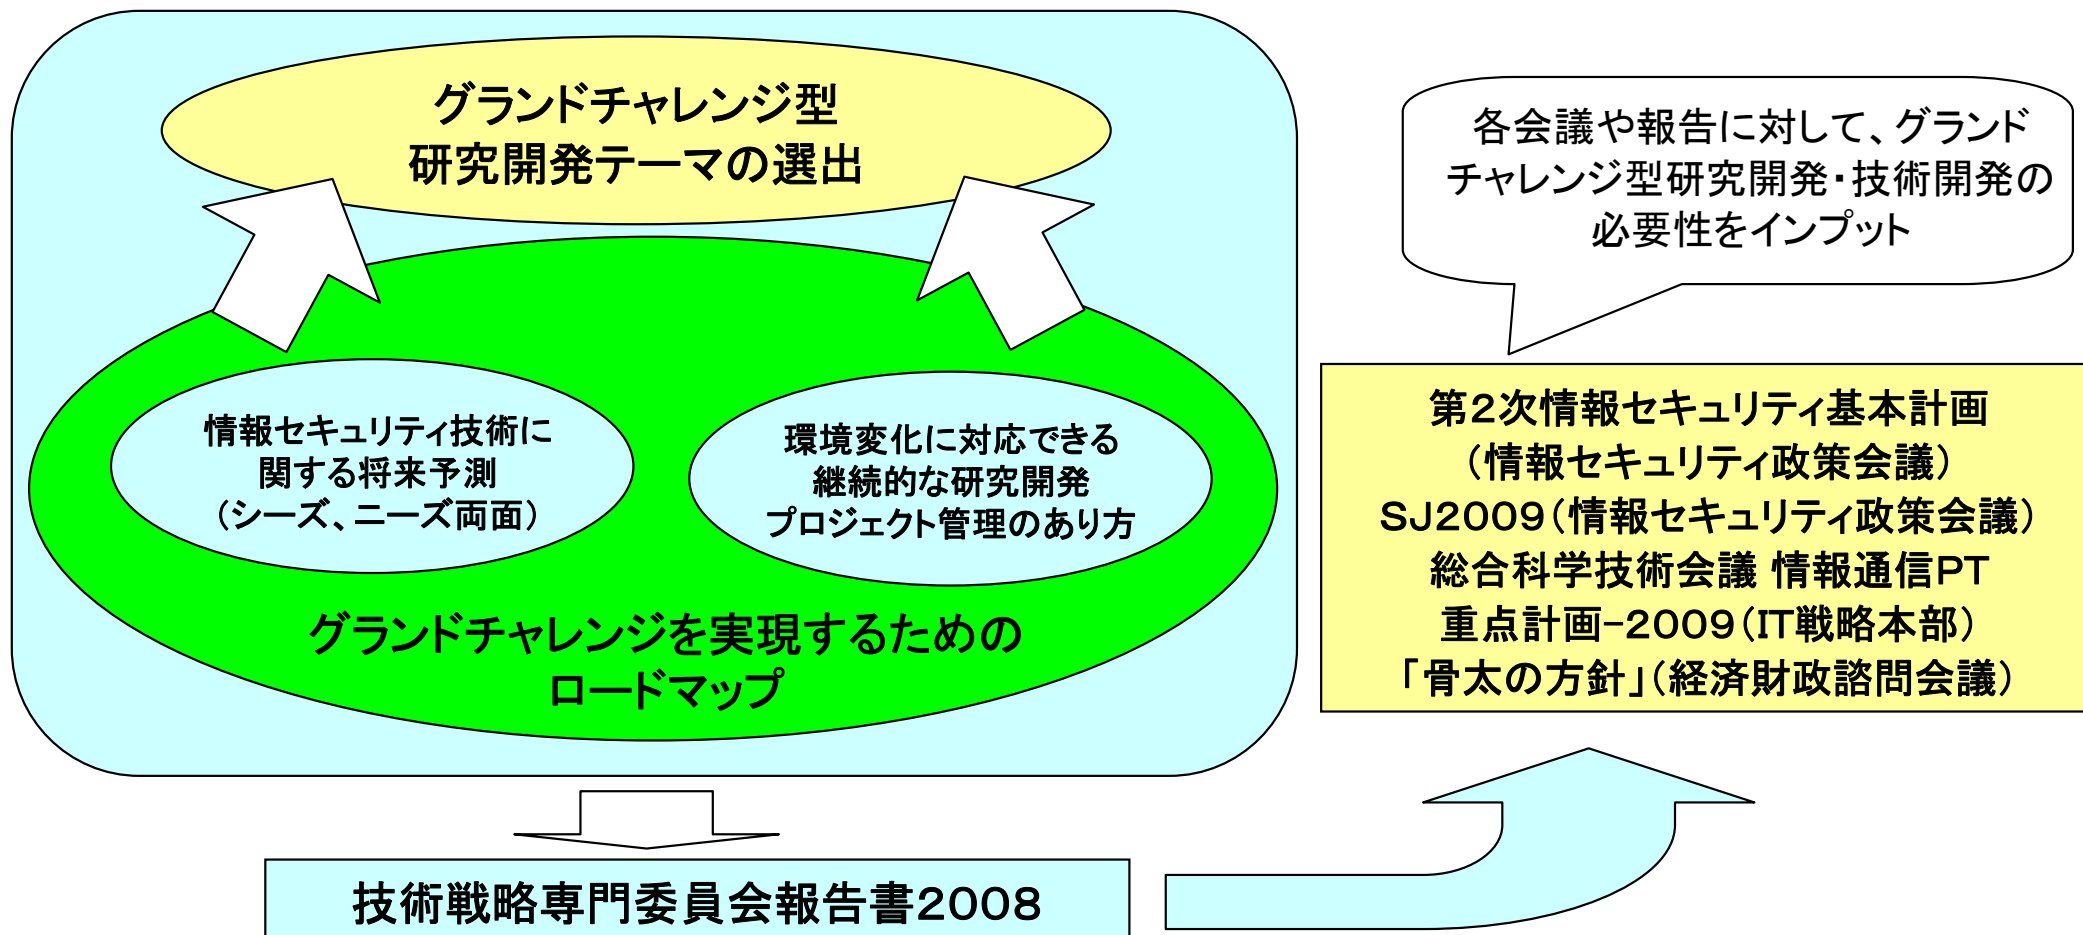 グランドチャレンジ型
研究開発テーマの選出
情報セキュリティ技術に
関する将来予測
（シーズ、ニーズ両面）
環境変化に対応できる
継続的な研究開発
プロジェクト管理のあり方
グランドチャレンジを実現するための
ロードマップ
技術戦略専門委員会報告書２００８
各会議や報告に対して、グランド
チャレンジ型研究開発・技術開発の
必要性をインプット
第２次情報セキュリティ基本計画
（情報セキュリティ政策会議）
ＳＪ２００９（情報セキュリティ政策会議）
総合科学技術会議 情報通信ＰＴ
重点計画－２００９（ＩＴ戦略本部）
「骨太の方針」（経済財政諮問会議）